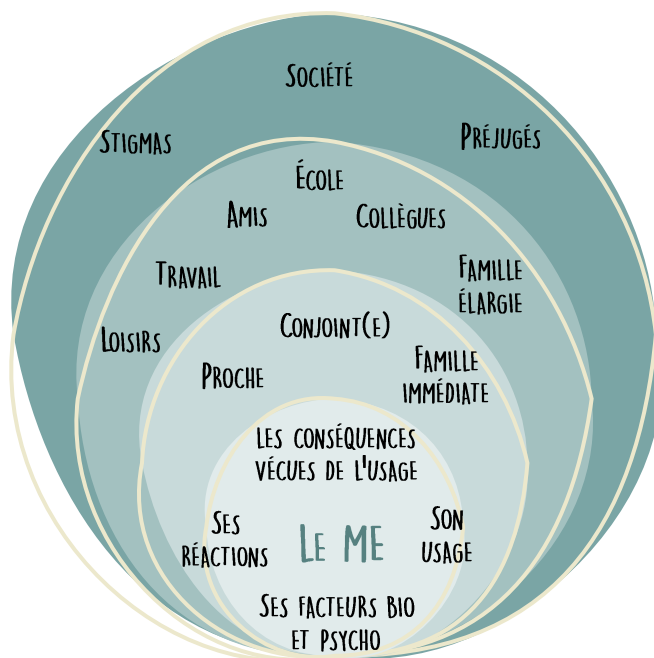 Société
Stigmas
Préjugés
École
Amis
Collègues
Travail
Famille
élargie
Loisirs
Conjoint(e)
Proche
Famille
immédiate
Les conséquences
vécues de l'usage
Ses
réactions
Le ME
Son
usage
Ses facteurs bio
et psycho